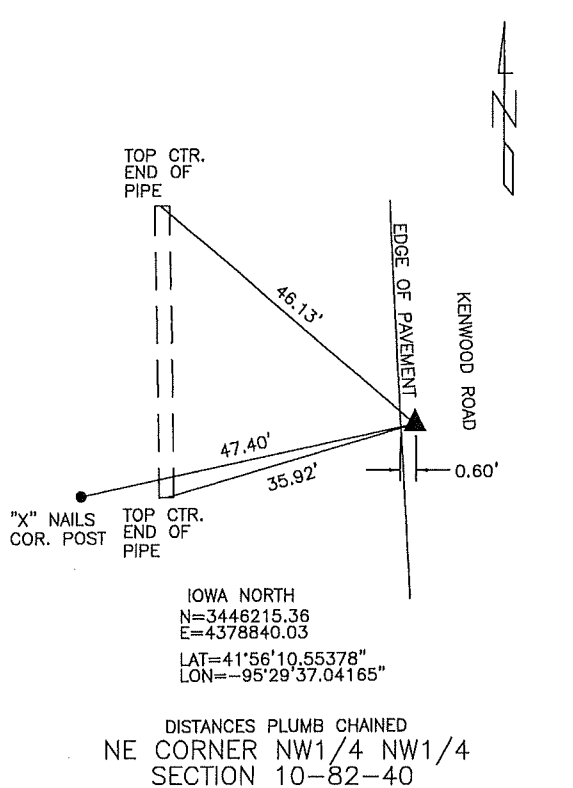 N
TOP CTR.
END OF
PIPE
46.13'
EDGE OF PAVEMENT
KENWOOD ROAD
47.40'
35.92'
0.60'
"X" NAILS
COR. POST
TOP CTR.
END OF
PIPE
IOWA NORTH
N=3446215.36
E=4378840.03
LAT=41°56'10.55378"
LON=-95°29'37.04165"
DISTANCES PLUMB CHAINED
NE CORNER NW1/4 NW1/4
SECTION 10-82-40